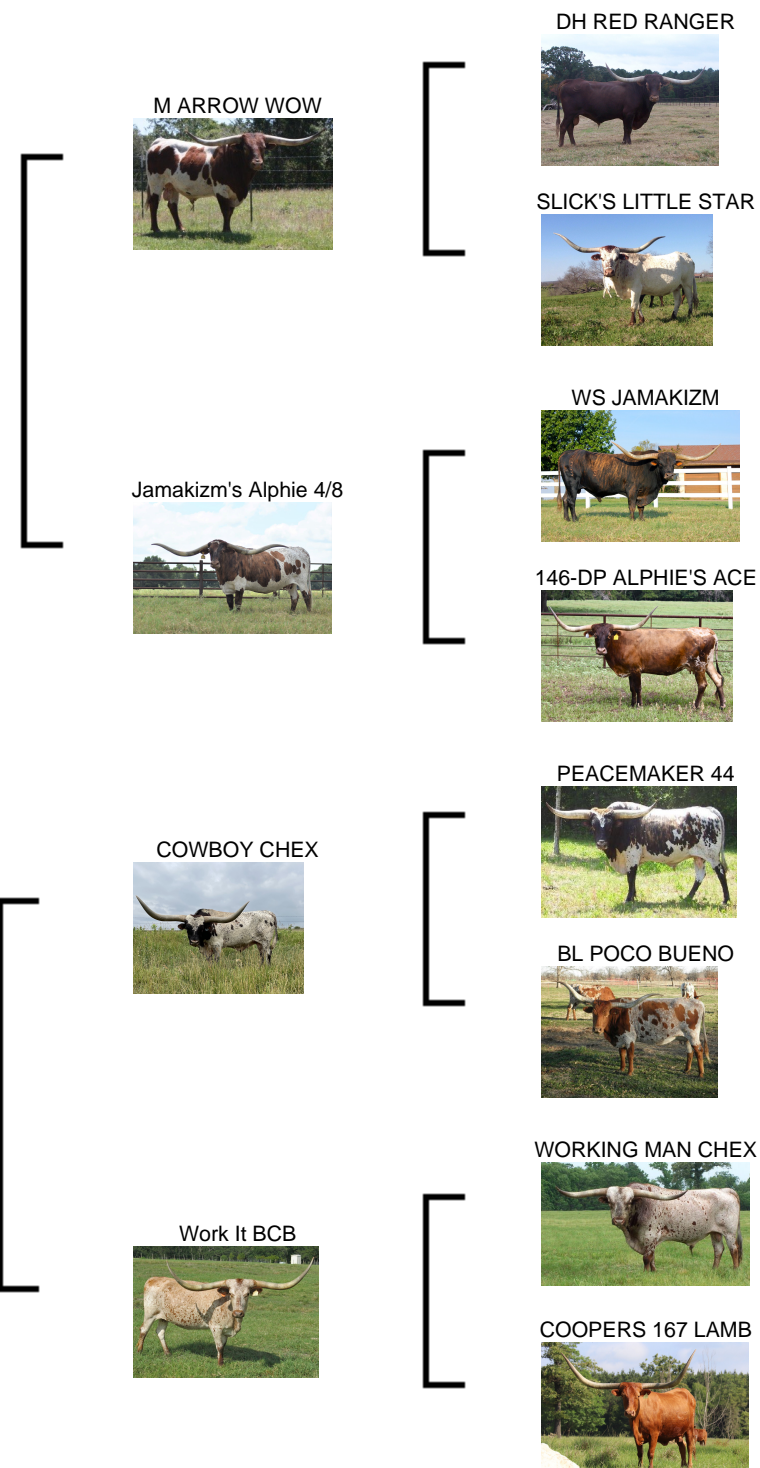 DH RED RANGER
M ARROW WOW
SLICK'S LITTLE STAR
WS JAMAKIZM
Jamakizm's Alphie 4/8
146-DP ALPHIE'S ACE
PEACEMAKER 44
COWBOY CHEX
BL POCO BUENO
WORKING MAN CHEX
Work It BCB
COOPERS 167 LAMB